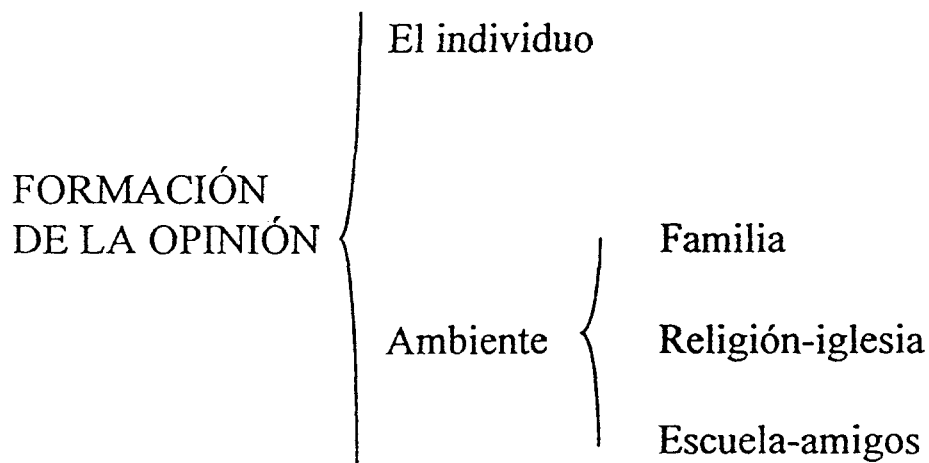 El individuo
FORMACIÓN
DE LA OPINIÓN
Familia
Ambiente
Religión-iglesia
Escuela-amigos